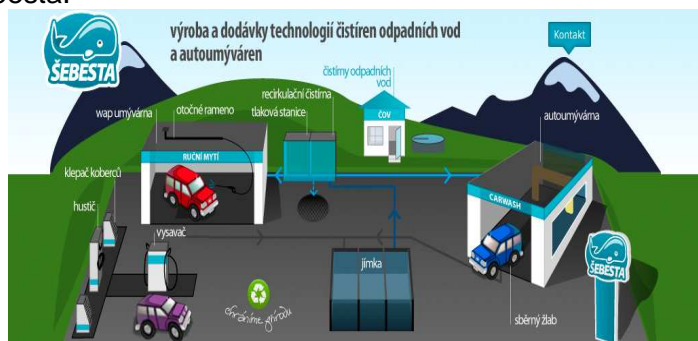 ŠEBESTA
výroba a dodávky technologií čistíren odpadních vod
a autoumýváren
Kontakt
čistírny odpadních
vod
recirkulační čistírna
tlaková stanice
otočné rameno
wap umývárna
ČOV
autoumývárna
RUČNÍ MYTÍ
klepač koberců
hustič
vysavač
CARWASH
jímka
ŠEBESTA
chráníme přírodu
sběrný žlab